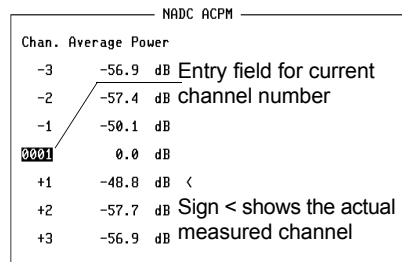 NADC ACPM
Chan. Average Power
-3 -56.9 dB Entry field for current
-2 -57.4 dB channel number
-1 -50.1 dB
0001 0.0 dB
+1 -48.8 dB <
+2 -57.7 dB Sign < shows the actual
+3 -56.9 dB measured channel